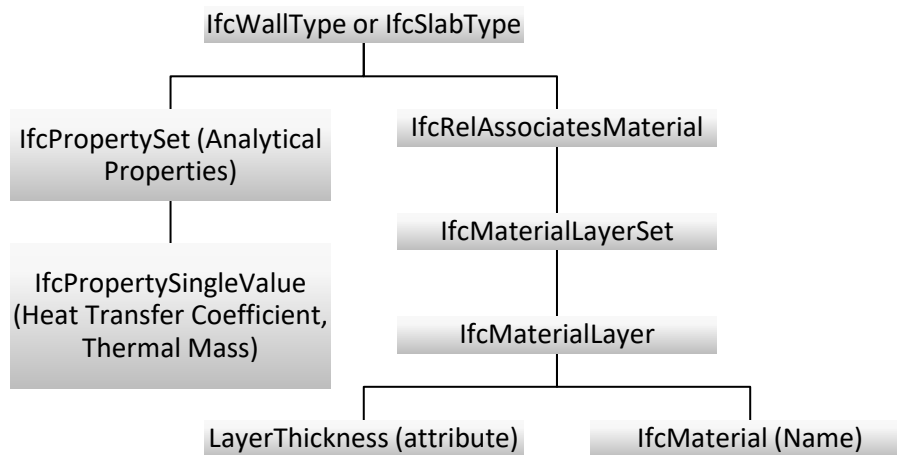 IfcWallType or IfcSlabType
IfcPropertySet (Analytical
Properties)
IfcRelAssociatesMaterial
IfcMaterialLayerSet
IfcPropertySingleValue
(Heat Transfer Coefficient,
Thermal Mass)
IfcMaterialLayer
LayerThickness (attribute)
IfcMaterial (Name)